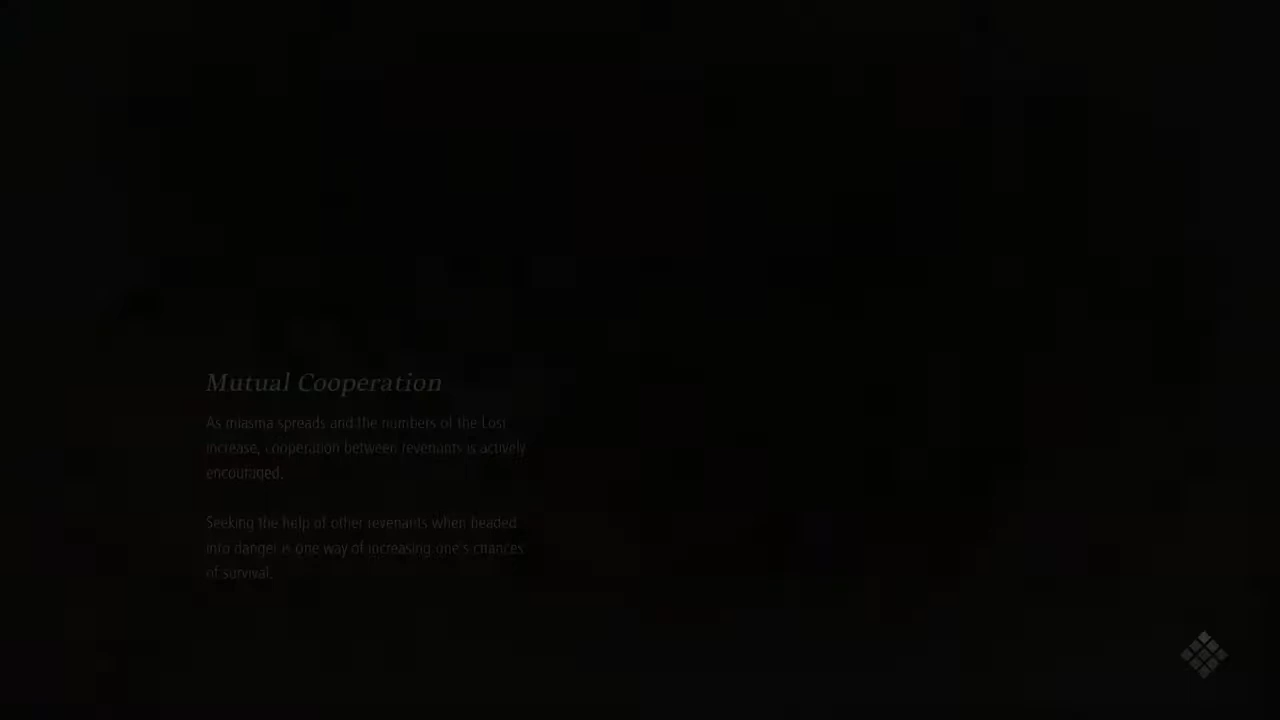 Mutual Cooperation
As miasma spreads and the numbers of the Lost
increase, cooperation between revenants is actively
encouraged.
Seeking the help of other revenants when headed
into danger is one way of increasing one's chances
of survival.